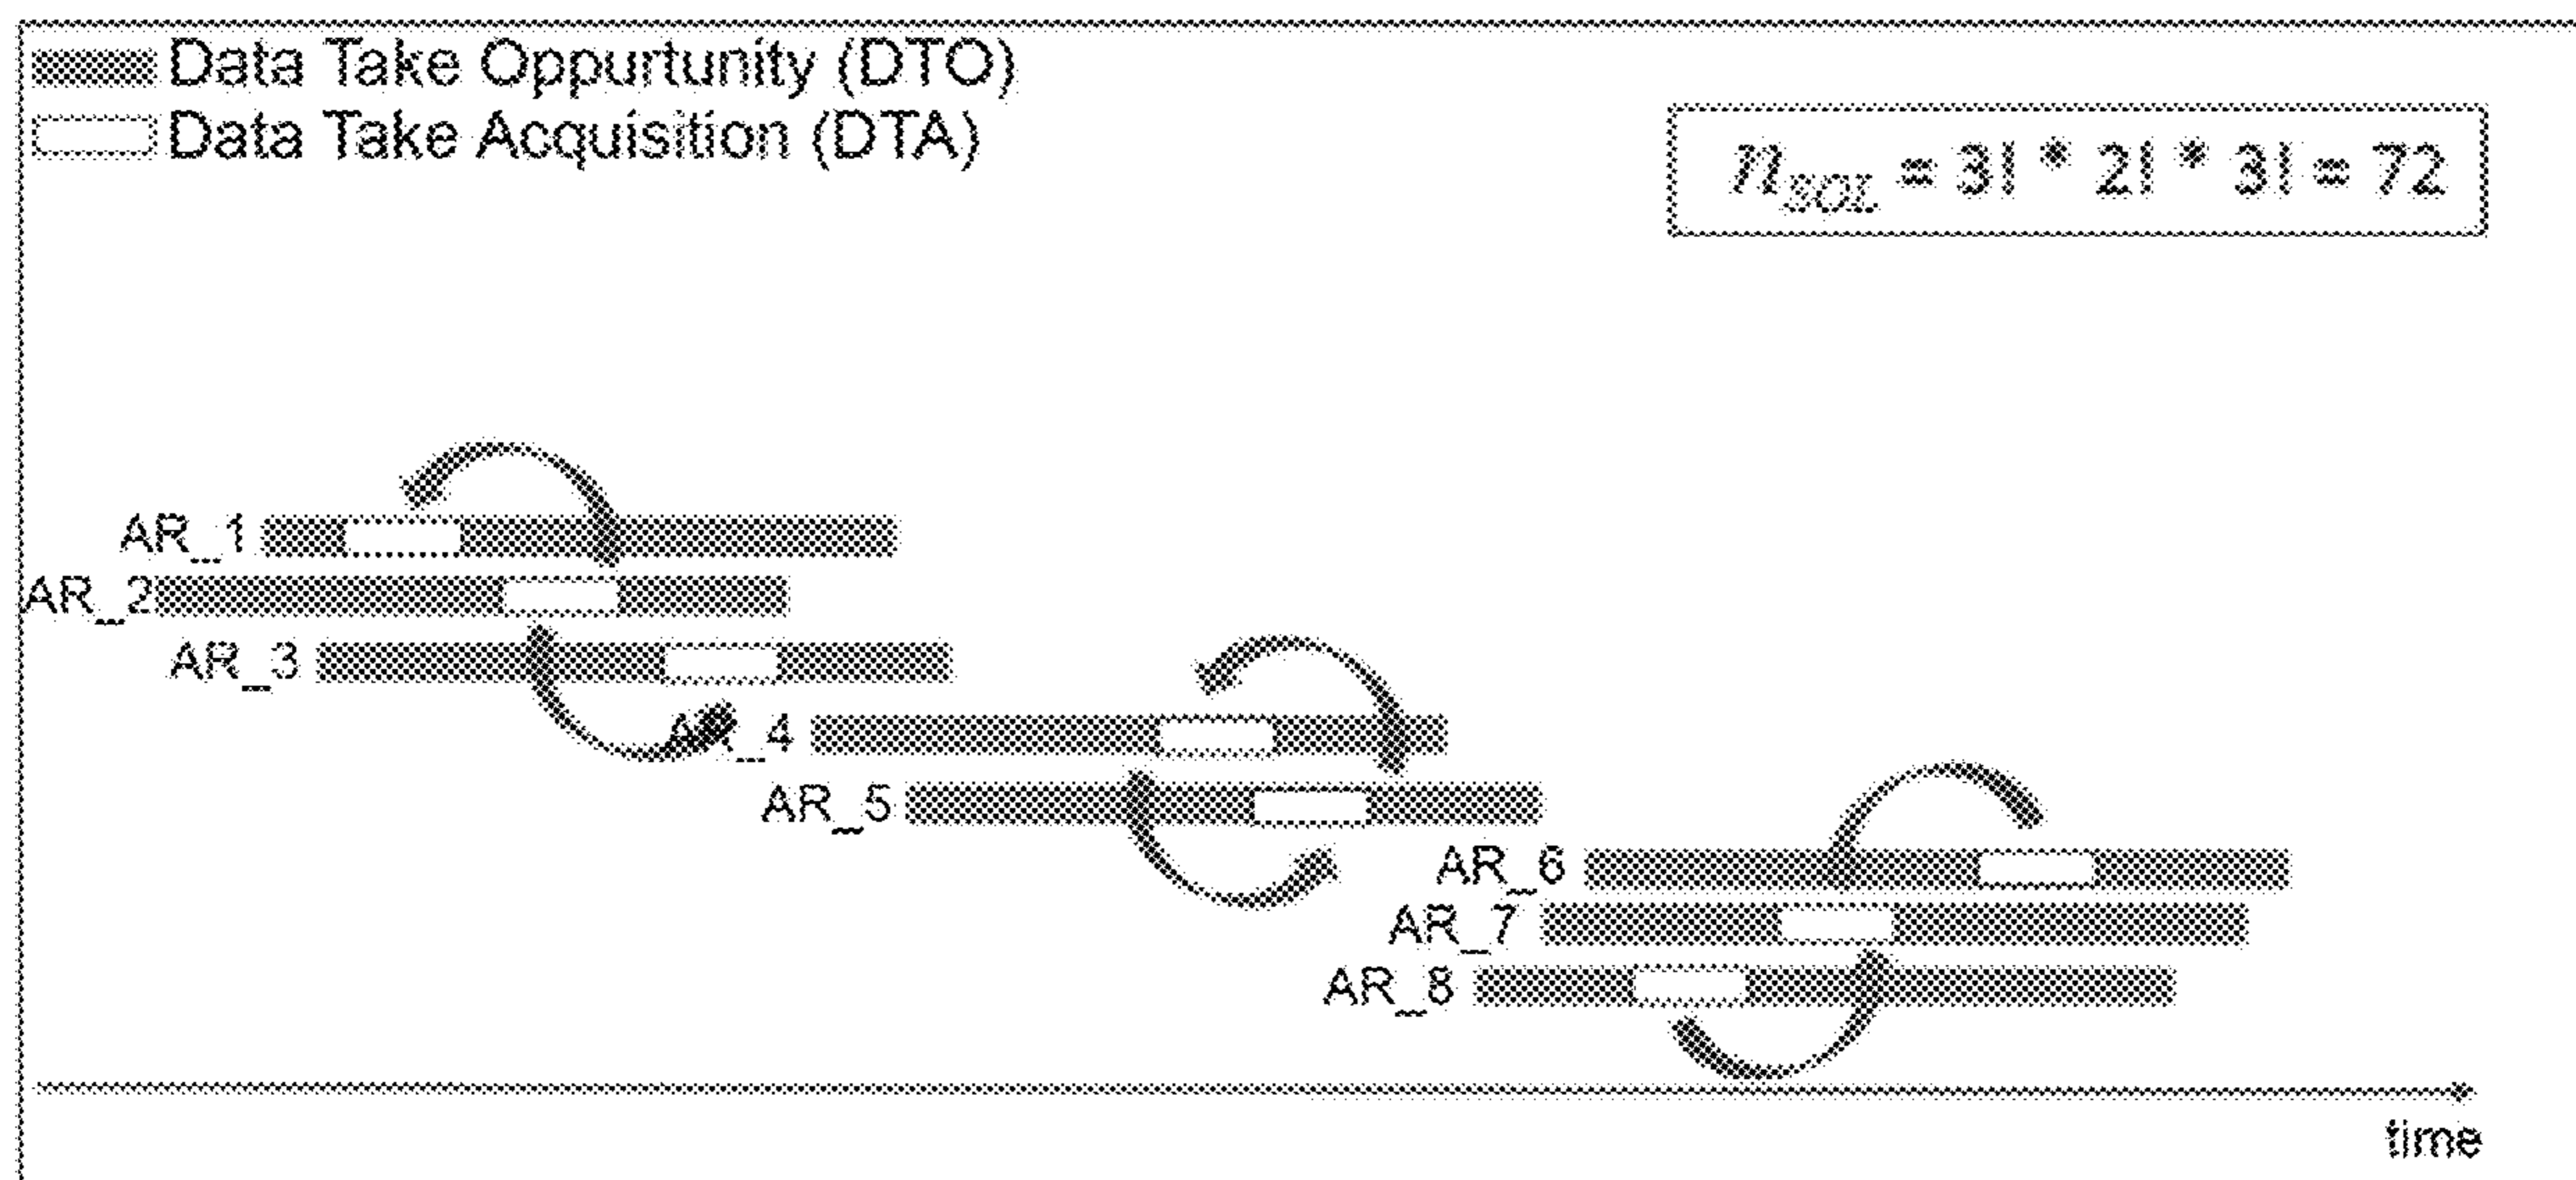 Data Take Oppurtunity (DTO)
Data Take Acquisition (DTA)
n_SOL = 3! * 2! * 3! = 72
AR_1
AR_2
AR_3
AR_4
AR_5
AR_6
AR_7
AR_8
time